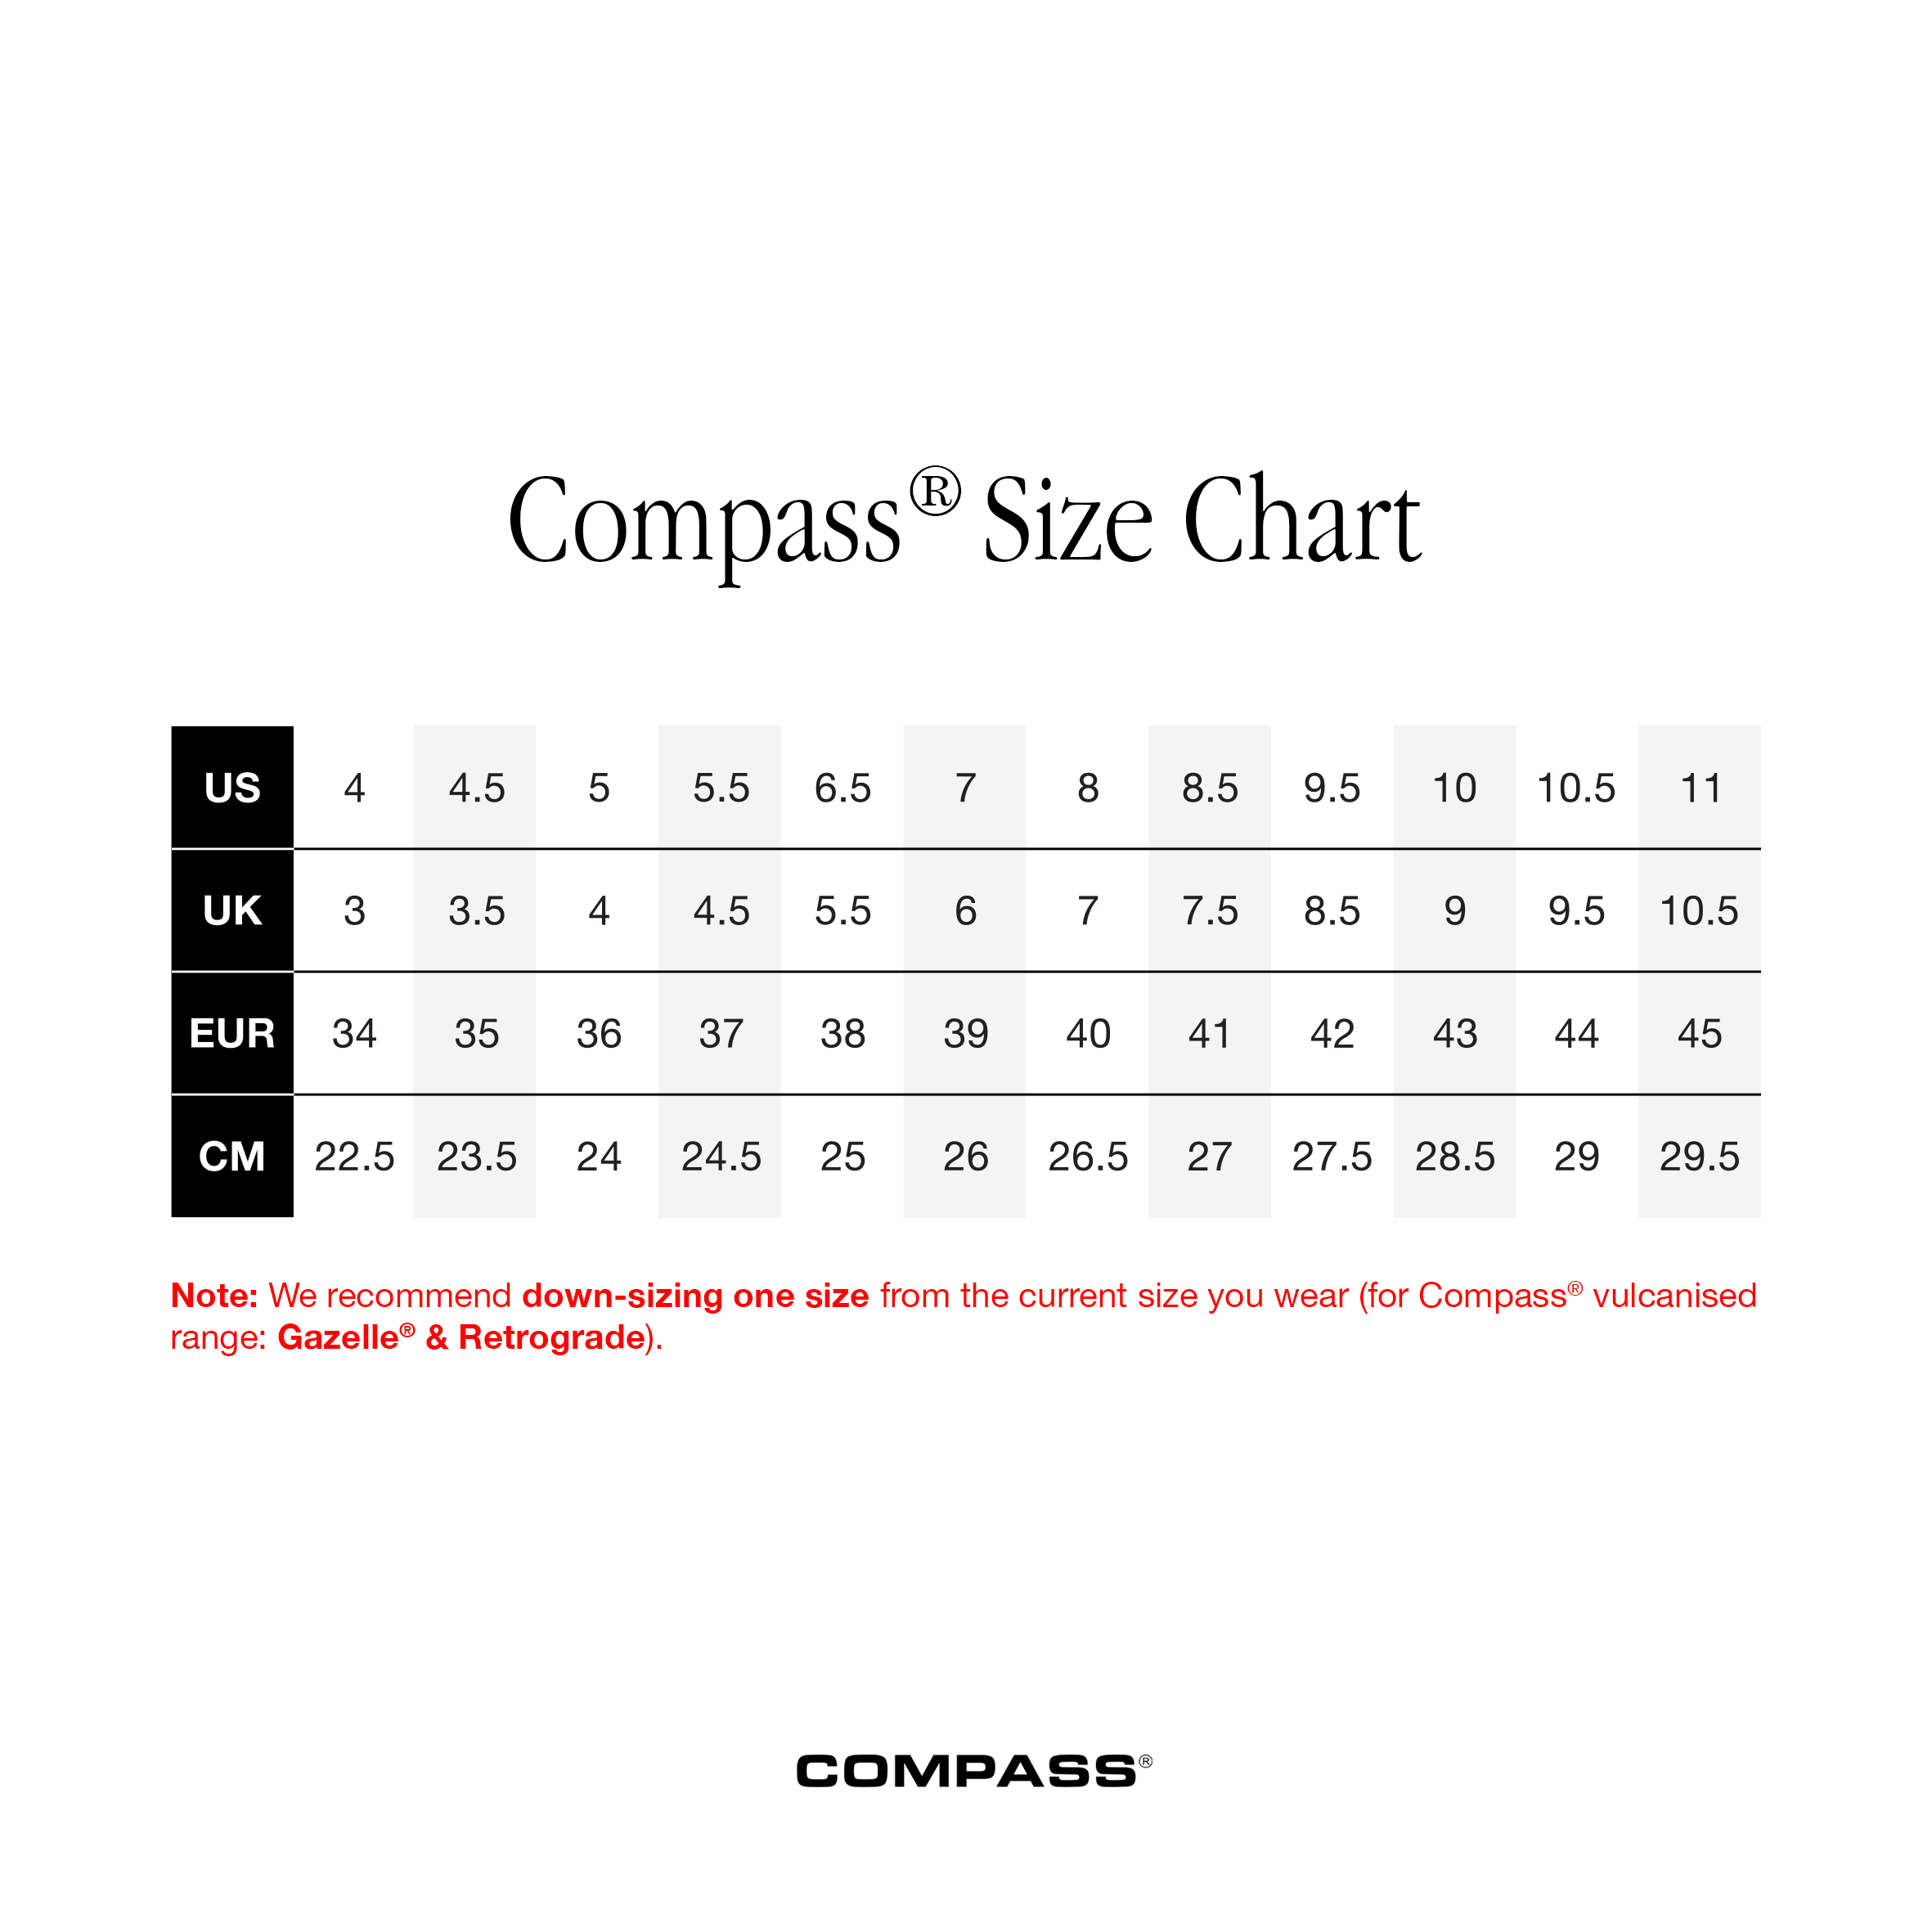 Compass® Size Chart
US 4 4.5 5 5.5 6.5 7 8 8.5 9.5 10 10.5 11
UK 3 3.5 4 4.5 5.5 6 7 7.5 8.5 9 9.5 10.5
EUR 34 35 36 37 38 39 40 41 42 43 44 45
CM 22.5 23.5 24 24.5 25 26 26.5 27 27.5 28.5 29 29.5
Note: We recommend down-sizing one size from the current size you wear (for Compass® vulcanised
range: Gazelle® & Retrograde).
COMPASS®